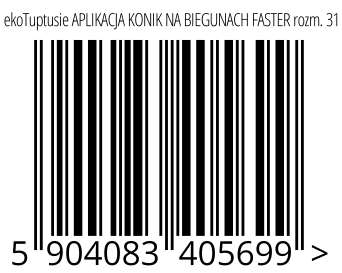 ekoTuptusie APLIKACJA KONIK NA BIEGUNACH FASTER rozm. 31
5 904083 405699 >